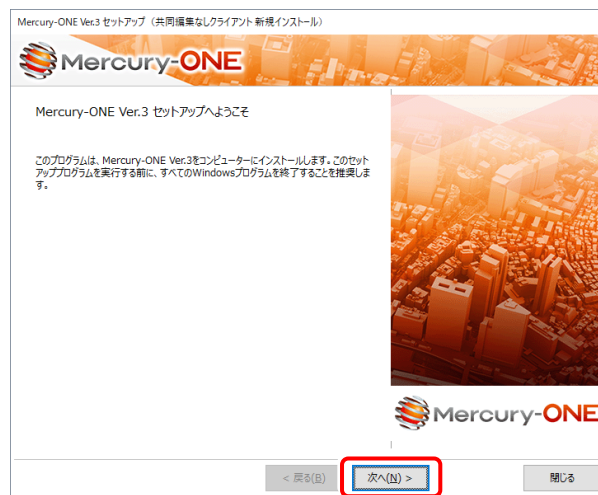 Mercury-ONE Ver.3 セットアップ（共同編集なしクライアント 新規インストール）
Mercury-ONE
Mercury-ONE Ver.3 セットアップへようこそ
このプログラムは、Mercury-ONE Ver.3をコンピューターにインストールします。このセット
アッププログラムを実行する前に、すべてのWindowsプログラムを終了することを推奨しま
す。
Mercury-ONE
< 戻る(B)
次へ(N) >
閉じる